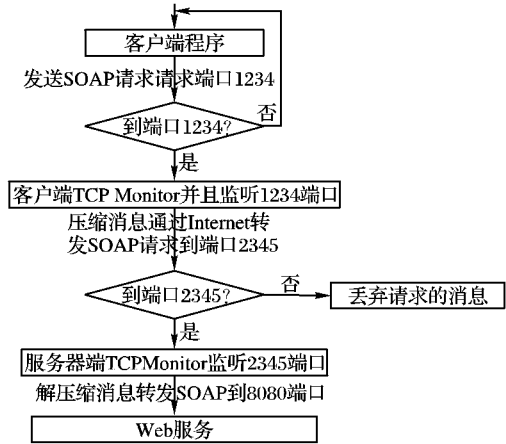 客户端程序
发送SOAP请求请求端口1234
到端口1234?
否
是
客户端TCP Monitor并且监听1234端口
压缩消息通过Internet转
发SOAP请求到端口2345
到端口2345?
否
丢弃请求的消息
是
服务器端TCPMonitor监听2345端口
解压缩消息转发SOAP到8080端口
Web服务